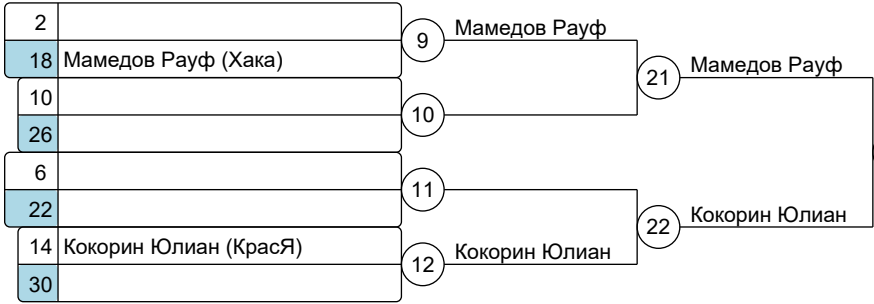 2
18 Мамедов Рауф (Хака)
10
26
6
22
14 Кокорин Юлиан (КрасЯ)
30
9 Мамедов Рауф
10
11
12 Кокорин Юлиан
21 Мамедов Рауф
22 Кокорин Юлиан